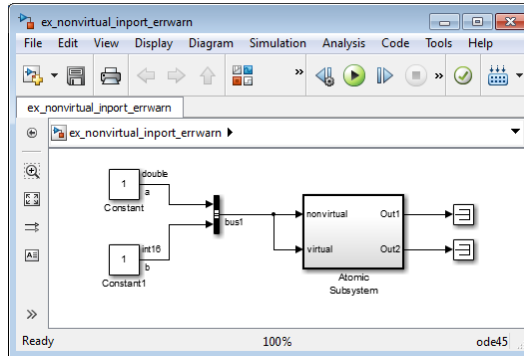 ex_nonvirtual_inport_errwarn
File Edit View Display Diagram Simulation Analysis Code Tools Help
» »
ex_nonvirtual_inport_errwarn
ex_nonvirtual_inport_errwarn
1
double
a
Constant
bus1
nonvirtual Out1
virtual Out2
Atomic
Subsystem
1
int16
b
Constant1
»
Ready 100% ode45